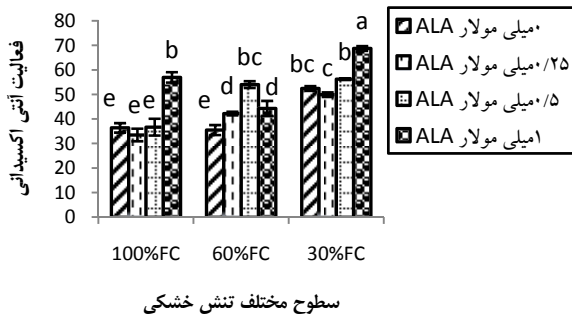 فعالیت آنتی اکسیدانی
80
70
60
50
40
30
20
10
0
e e e b
e d bc d
bc c b a
100%FC 60%FC 30%FC
سطوح مختلف تنش خشکی
۰میلی مولار ALA
۰/۲۵میلی مولار ALA
۰/۵میلی مولار ALA
۱میلی مولار ALA